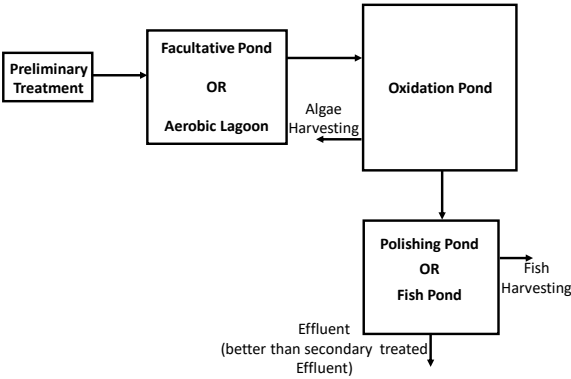 Preliminary
Treatment
Facultative Pond
OR
Aerobic Lagoon
Algae
Harvesting
Oxidation Pond
Polishing Pond
OR
Fish Pond
Fish
Harvesting
Effluent
(better than secondary treated
Effluent)